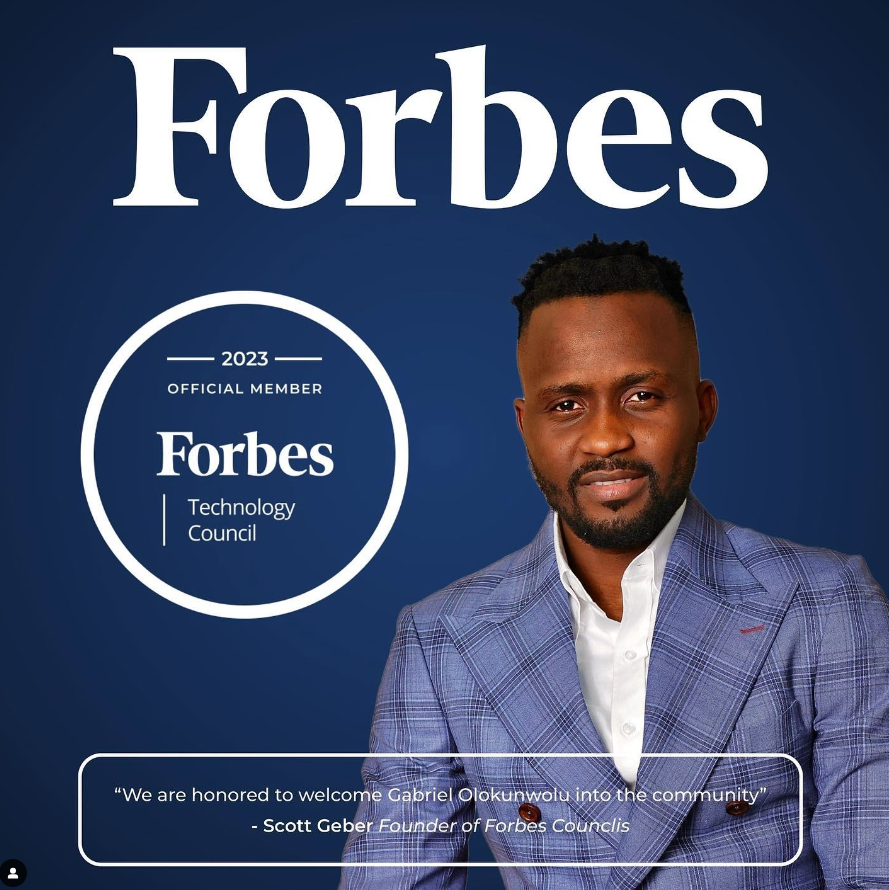 Forbes
2023
OFFICIAL MEMBER
Forbes
Technology
Council
“We are honored to welcome Gabriel Olokunwolu into the community”
- Scott Geber Founder of Forbes Counclis